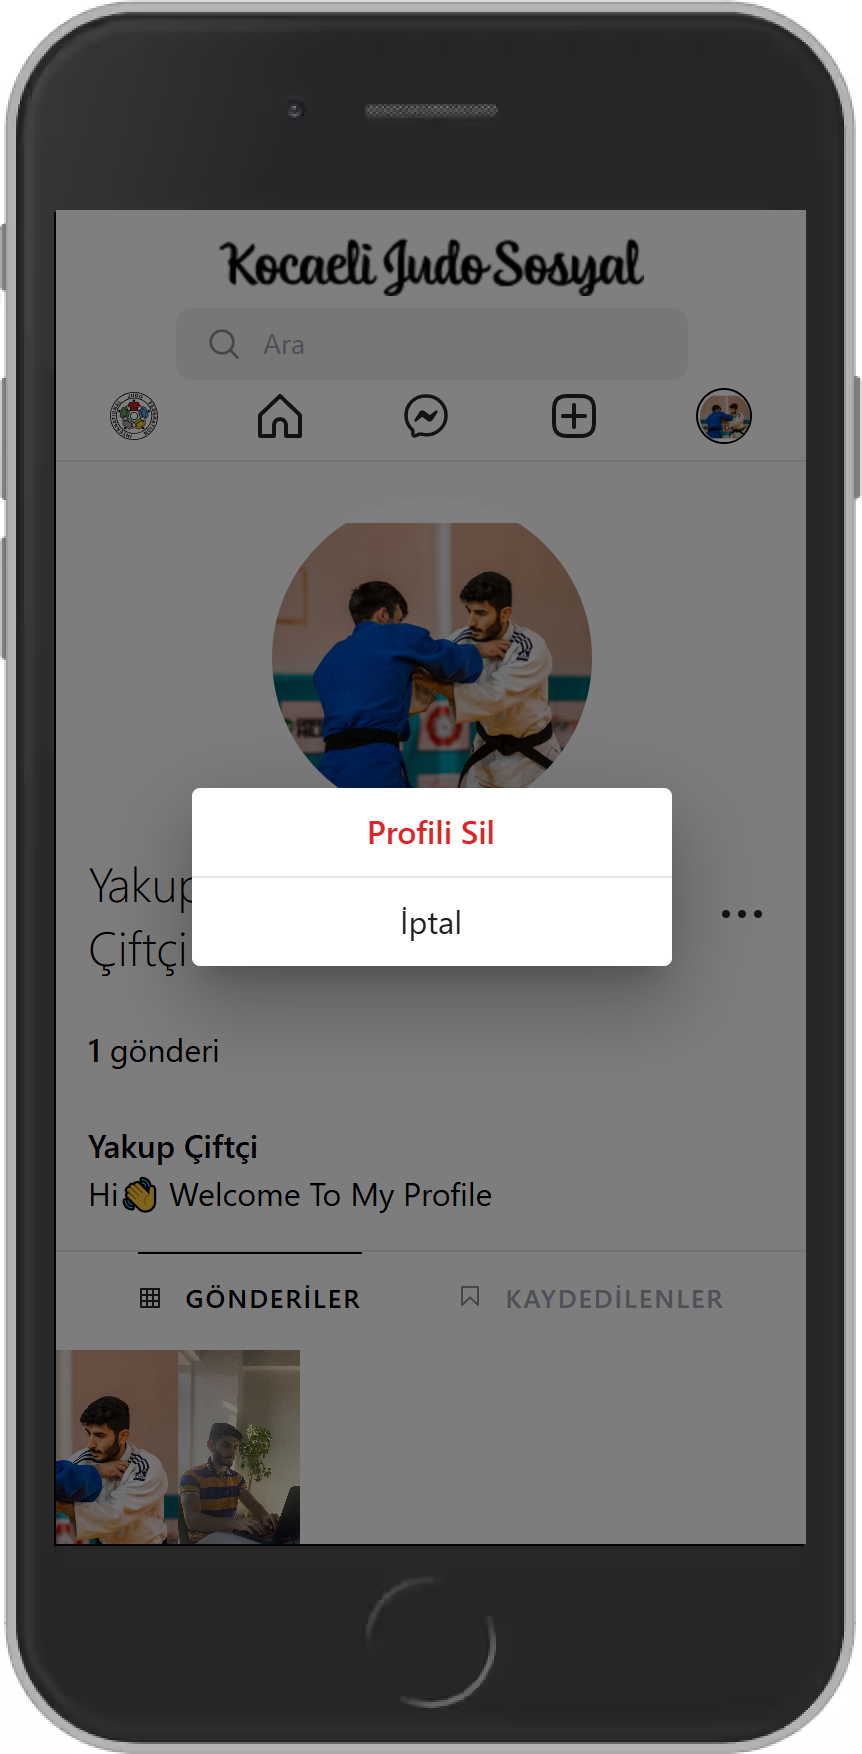 Kocaeli Judo Sosyal
Ara
Profili Sil
İptal
Çiftçi
1 gönderi
Yakup Çiftçi
Hi👋 Welcome To My Profile
GÖNDERİLER
KAYDEDİLENLER